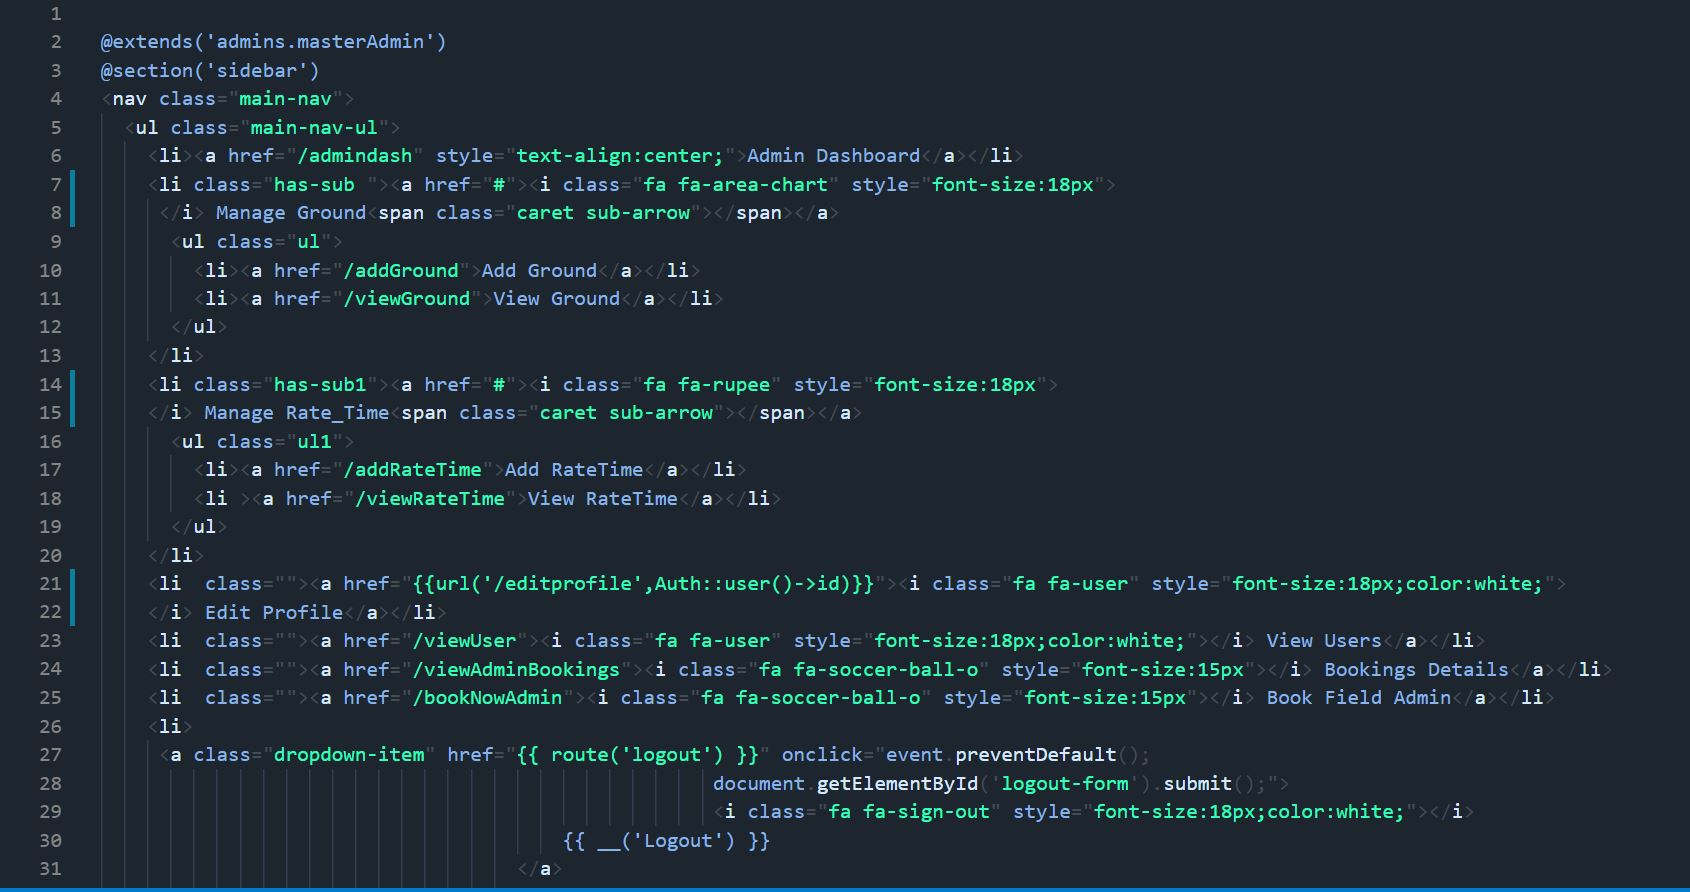 1
2 @extends('admins.masterAdmin')
3 @section('sidebar')
4 <nav class="main-nav">
5 <ul class="main-nav-ul">
6 <li><a href="/admindash" style="text-align:center;">Admin Dashboard</a></li>
7 <li class="has-sub "><a href="#"><i class="fa fa-area-chart" style="font-size:18px">
8 </i> Manage Ground<span class="caret sub-arrow"></span></a>
9 <ul class="ul">
10 <li><a href="/addGround">Add Ground</a></li>
11 <li><a href="/viewGround">View Ground</a></li>
12 </ul>
13 </li>
14 <li class="has-sub1"><a href="#"><i class="fa fa-rupee" style="font-size:18px">
15 </i> Manage Rate_Time<span class="caret sub-arrow"></span></a>
16 <ul class="ul1">
17 <li><a href="/addRateTime">Add RateTime</a></li>
18 <li ><a href="/viewRateTime">View RateTime</a></li>
19 </ul>
20 </li>
21 <li  class=""><a href="{{url('/editprofile',Auth::user()->id)}}"><i class="fa fa-user" style="font-size:18px;color:white;">
22 </i> Edit Profile</a></li>
23 <li  class=""><a href="/viewUser"><i class="fa fa-user" style="font-size:18px;color:white;"></i> View Users</a></li>
24 <li  class=""><a href="/viewAdminBookings"><i class="fa fa-soccer-ball-o" style="font-size:15px"></i> Bookings Details</a></li>
25 <li  class=""><a href="/bookNowAdmin"><i class="fa fa-soccer-ball-o" style="font-size:15px"></i> Book Field Admin</a></li>
26 <li>
27 <a class="dropdown-item" href="{{ route('logout') }}" onclick="event.preventDefault();
28 document.getElementById('logout-form').submit();">
29 <i class="fa fa-sign-out" style="font-size:18px;color:white;"></i>
30 {{ __('Logout') }}
31 </a>